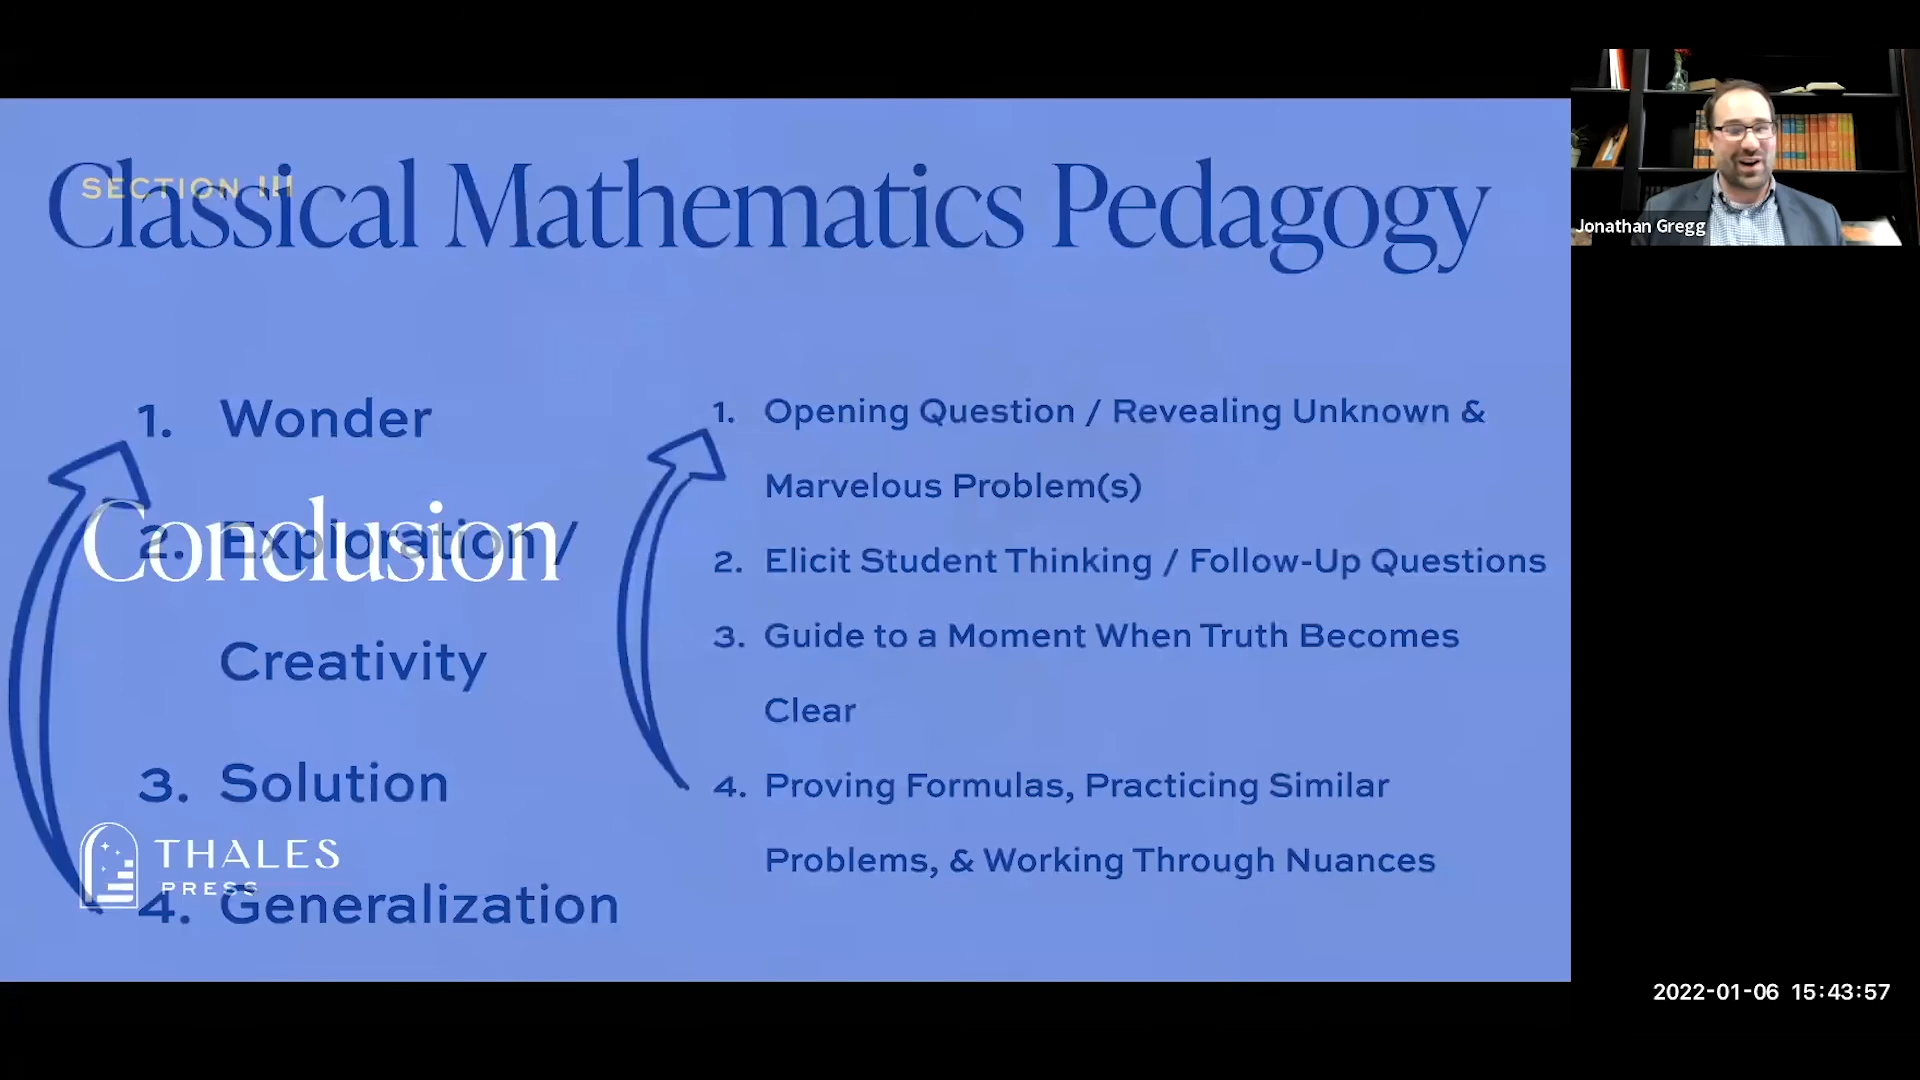 Classical Mathematics Pedagogy
SECTION III
1. Wonder
2. Exploration /
Creativity
3. Solution
4. Generalization
Conclusion
THALES
PRESS
1. Opening Question / Revealing Unknown &
Marvelous Problem(s)
2. Elicit Student Thinking / Follow-Up Questions
3. Guide to a Moment When Truth Becomes
Clear
4. Proving Formulas, Practicing Similar
Problems, & Working Through Nuances
Jonathan Gregg
2022-01-06 15:43:57